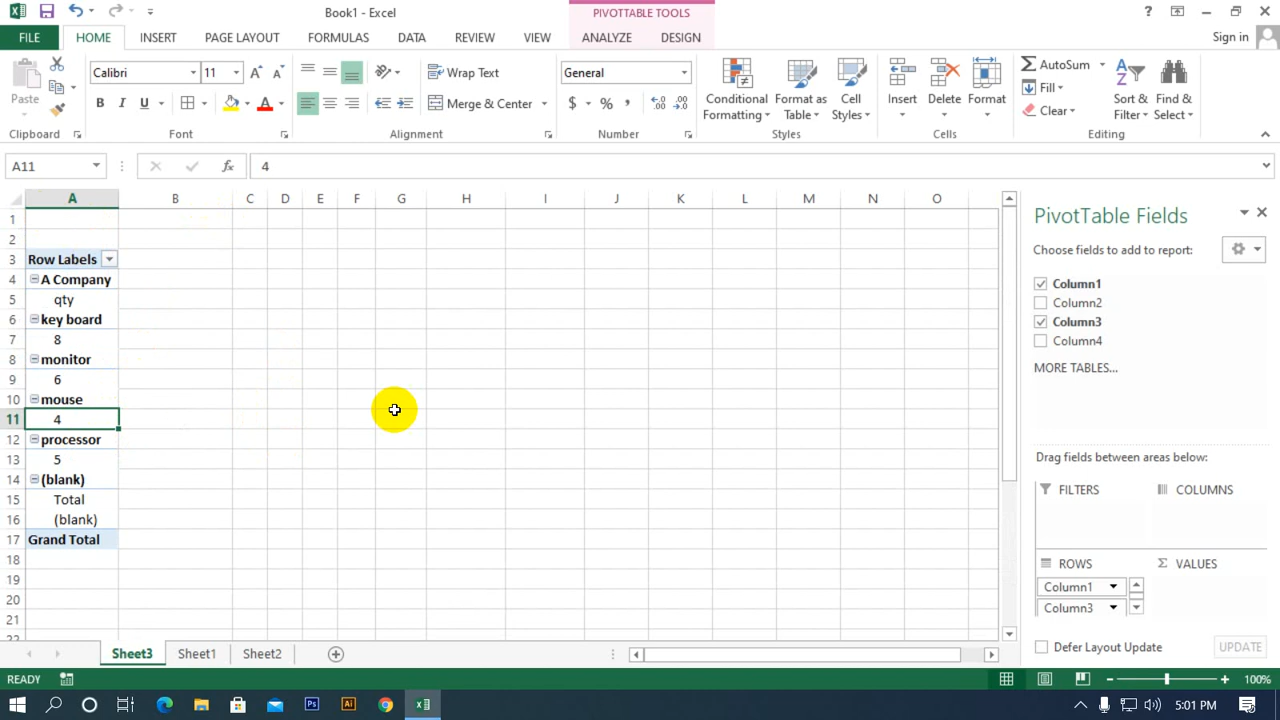 Book1 - Excel
PIVOTTABLE TOOLS
Sign in
FILE HOME INSERT PAGE LAYOUT FORMULAS DATA REVIEW VIEW ANALYZE DESIGN
Paste
Clipboard
Calibri 11
B I U
Font
Wrap Text
Merge & Center
Alignment
General
$ % ,
Number
Conditional Formatting
Format as Table
Cell Styles
Styles
Insert Delete Format
Cells
AutoSum
Fill
Clear
Sort & Filter
Find & Select
Editing
A11 fx 4
A B C D E F G H I J K L M N O
1
2
3 Row Labels
4 A Company
5 qty
6 key board
7 8
8 monitor
9 6
10 mouse
11 4
12 processor
13 5
14 (blank)
15 Total
16 (blank)
17 Grand Total
18
19
20
21
22
PivotTable Fields
Choose fields to add to report:
Column1
Column2
Column3
Column4
MORE TABLES...
Drag fields between areas below:
FILTERS COLUMNS
ROWS VALUES
Column1
Column3
Defer Layout Update UPDATE
Sheet3 Sheet1 Sheet2
READY 100%
Ps Ai 5:01 PM